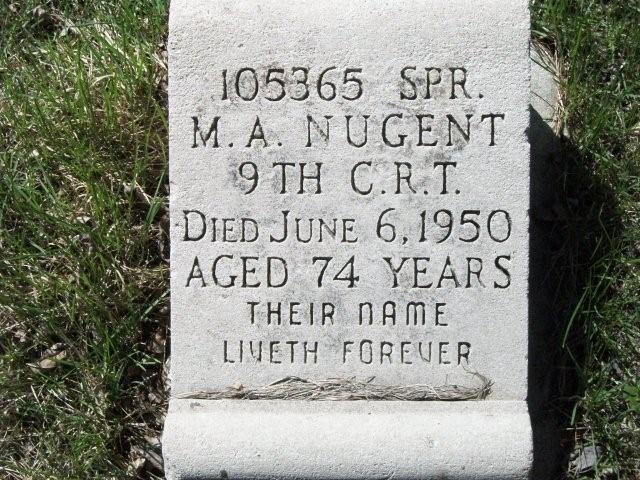 105365 SPR.
M. A. NUGENT
9TH C.R.T.
DIED JUNE 6, 1950
AGED 74 YEARS
THEIR NAME
LIVETH FOREVER